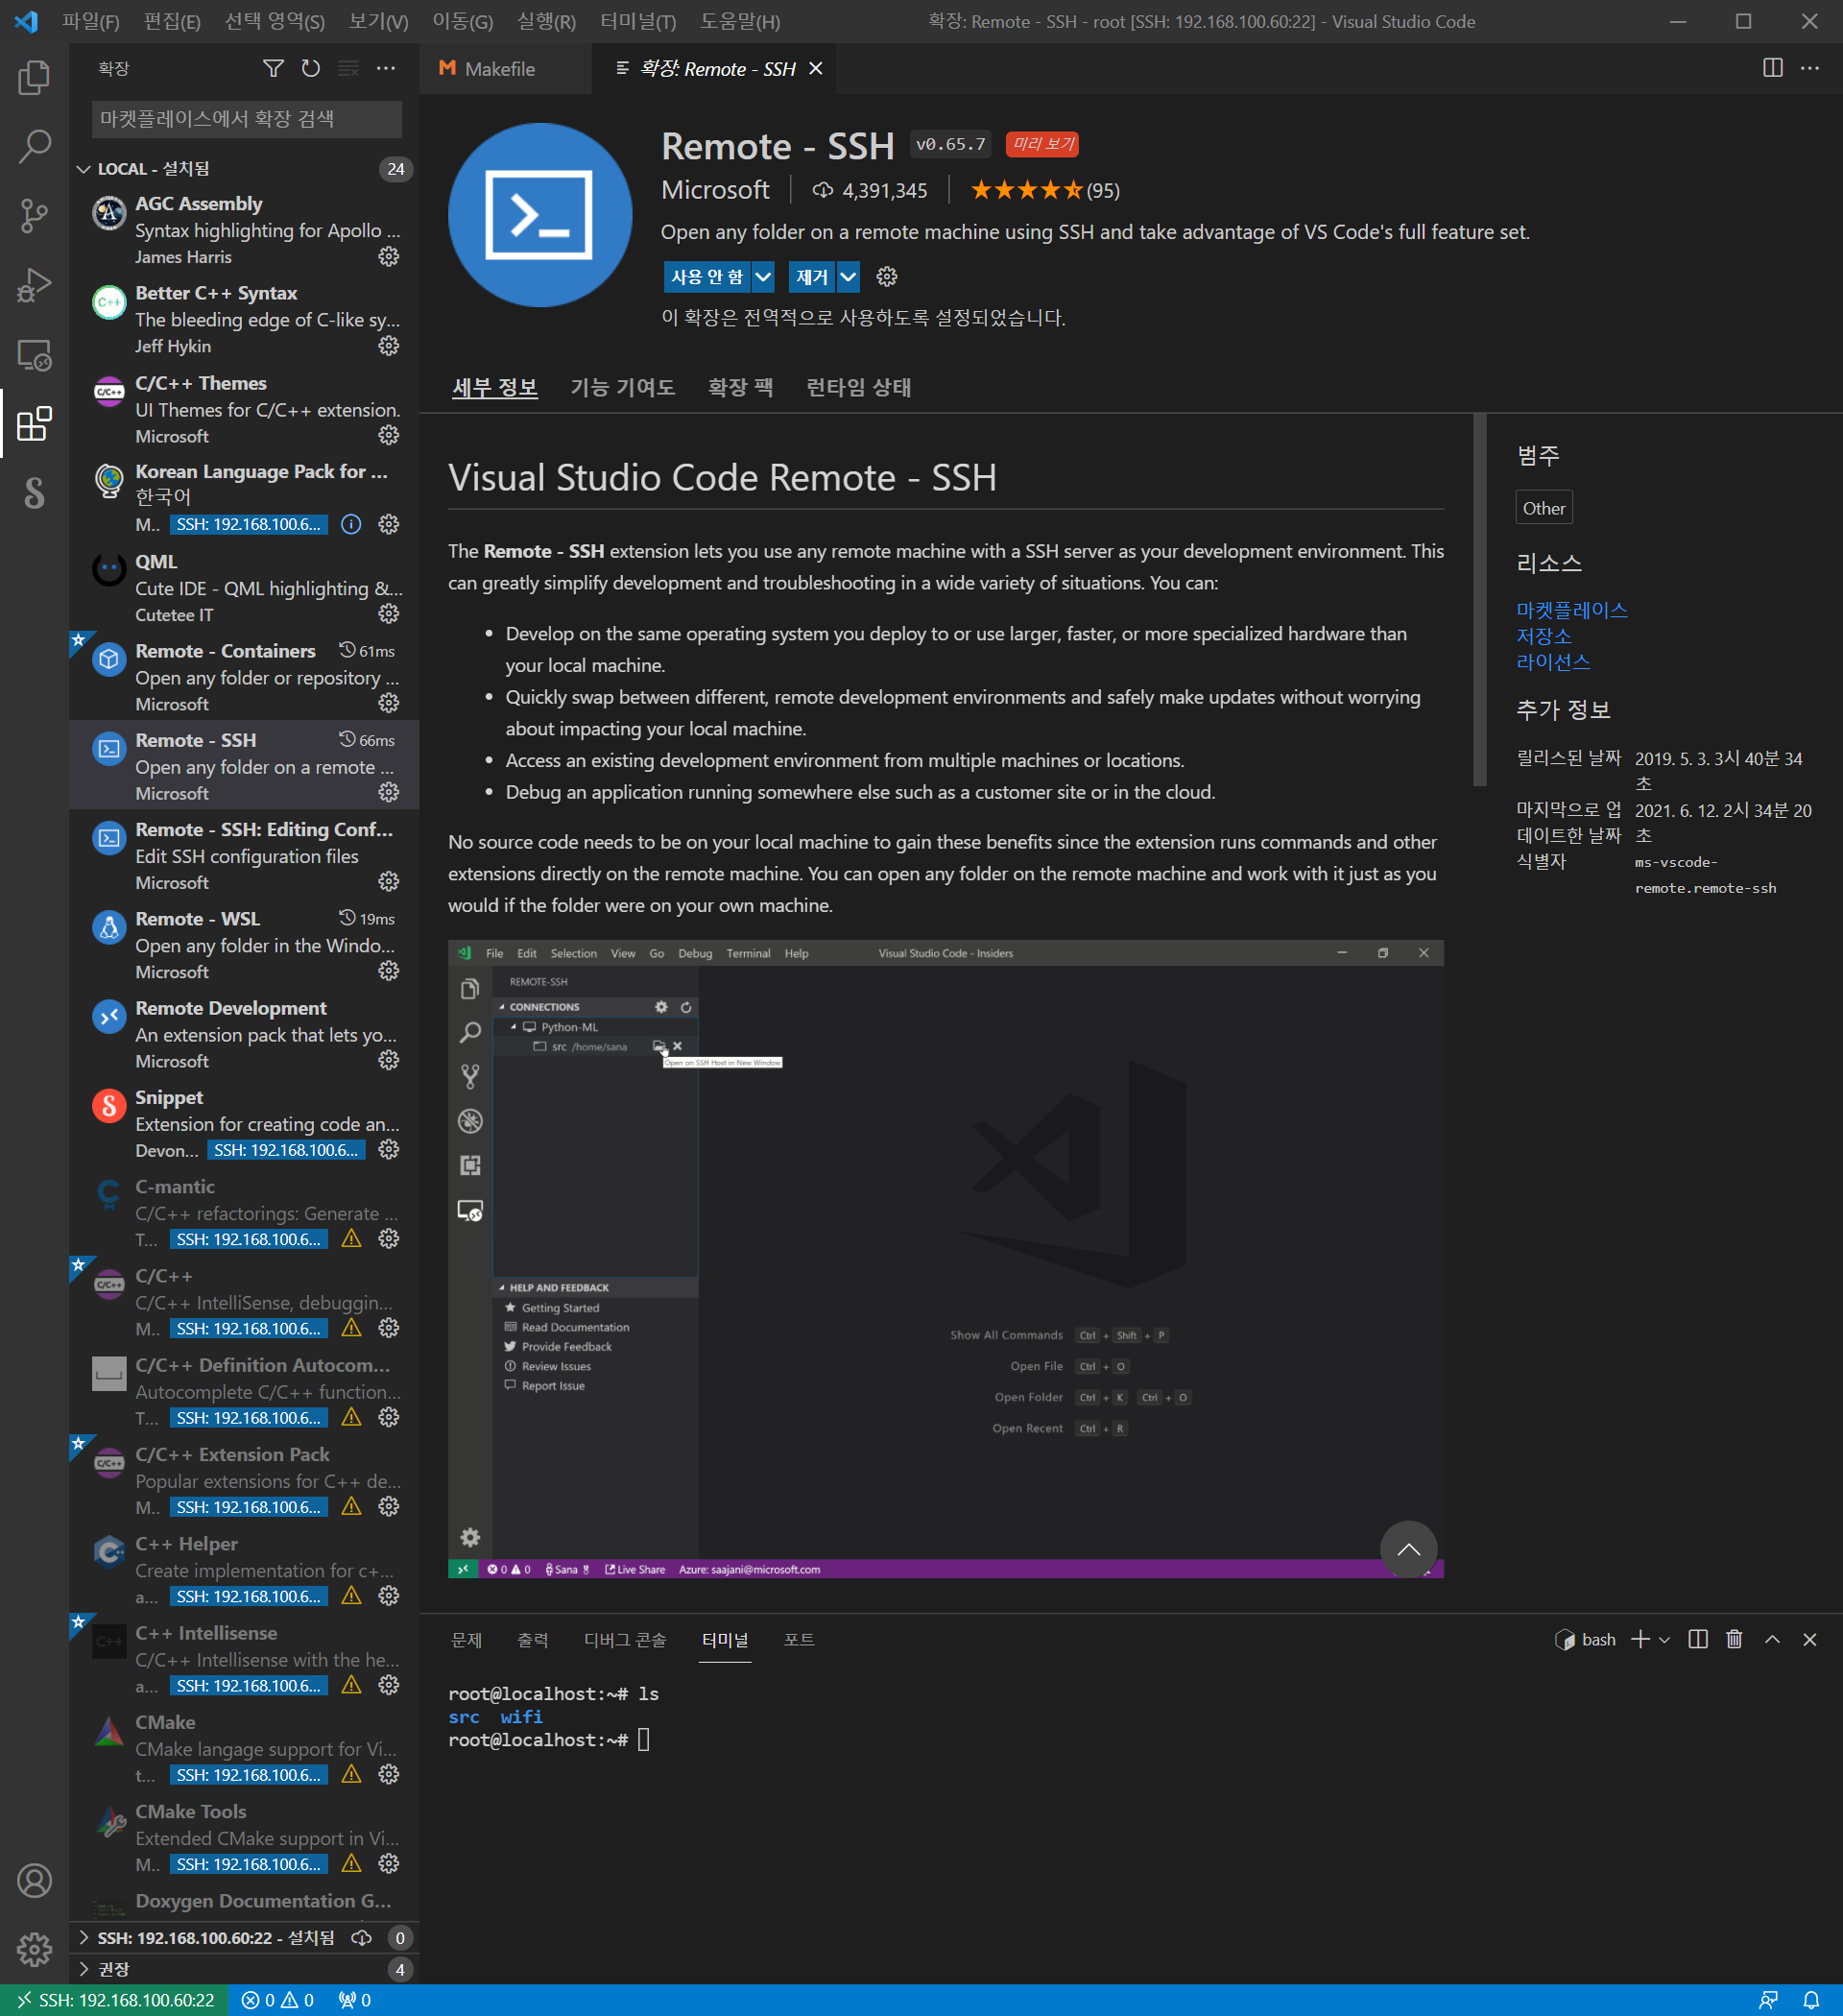 파일(F) 편집(E) 선택 영역(S) 보기(V) 이동(G) 실행(R) 터미널(T) 도움말(H) 확장: Remote - SSH - root [SSH: 192.168.100.60:22] - Visual Studio Code
확장
마켓플레이스에서 확장 검색
LOCAL - 설치됨 24
AGC Assembly
Syntax highlighting for Apollo ...
James Harris
Better C++ Syntax
The bleeding edge of C-like sy...
Jeff Hykin
C/C++ Themes
UI Themes for C/C++ extension.
Microsoft
Korean Language Pack for ...
한국어
M.. SSH: 192.168.100.6...
QML
Cute IDE - QML highlighting &...
Cutetee IT
Remote - Containers 61ms
Open any folder or repository ...
Microsoft
Remote - SSH 66ms
Open any folder on a remote ...
Microsoft
Remote - SSH: Editing Conf...
Edit SSH configuration files
Microsoft
Remote - WSL 19ms
Open any folder in the Windo...
Microsoft
Remote Development
An extension pack that lets yo...
Microsoft
Snippet
Extension for creating code an...
Devon... SSH: 192.168.100.6...
C-mantic
C/C++ refactorings: Generate ...
T... SSH: 192.168.100.6...
C/C++
C/C++ IntelliSense, debuggin...
M.. SSH: 192.168.100.6...
C/C++ Definition Autocom...
Autocomplete C/C++ function...
T... SSH: 192.168.100.6...
C/C++ Extension Pack
Popular extensions for C++ de...
M.. SSH: 192.168.100.6...
C++ Helper
Create implementation for c+...
a... SSH: 192.168.100.6...
C++ Intellisense
C/C++ Intellisense with the he...
a... SSH: 192.168.100.6...
CMake
CMake langage support for Vi...
t... SSH: 192.168.100.6...
CMake Tools
Extended CMake support in Vi...
M.. SSH: 192.168.100.6...
Doxygen Documentation G...
SSH: 192.168.100.60:22 - 설치됨 0
권장 4
Makefile
확장: Remote - SSH
Remote - SSH v0.65.7 미리 보기
Microsoft 4,391,345 (95)
Open any folder on a remote machine using SSH and take advantage of VS Code's full feature set.
사용 안 함 제거
이 확장은 전역적으로 사용하도록 설정되었습니다.
세부 정보 기능 기여도 확장 팩 런타임 상태
Visual Studio Code Remote - SSH
The Remote - SSH extension lets you use any remote machine with a SSH server as your development environment. This
can greatly simplify development and troubleshooting in a wide variety of situations. You can:
• Develop on the same operating system you deploy to or use larger, faster, or more specialized hardware than
your local machine.
• Quickly swap between different, remote development environments and safely make updates without worrying
about impacting your local machine.
• Access an existing development environment from multiple machines or locations.
• Debug an application running somewhere else such as a customer site or in the cloud.
No source code needs to be on your local machine to gain these benefits since the extension runs commands and other
extensions directly on the remote machine. You can open any folder on the remote machine and work with it just as you
would if the folder were on your own machine.
File Edit Selection View Go Debug Terminal Help Visual Studio Code - Insiders
REMOTE-SSH
CONNECTIONS
Python-ML
src /home/sana
Open on SSH Host in New Window
HELP AND FEEDBACK
Getting Started
Read Documentation
Provide Feedback
Review Issues
Report Issue
Show All Commands Ctrl + Shift + P
Open File Ctrl + O
Open Folder Ctrl + K Ctrl + O
Open Recent Ctrl + R
0 0 Sana Live Share Azure: saajani@microsoft.com
범주
Other
리소스
마켓플레이스
저장소
라이선스
추가 정보
릴리스된 날짜 2019. 5. 3. 3시 40분 34
초
마지막으로 업 2021. 6. 12. 2시 34분 20
데이트한 날짜 초
식별자 ms-vscode-
remote.remote-ssh
문제 출력 디버그 콘솔 터미널 포트 bash
root@localhost:~# ls
src wifi
root@localhost:~#
SSH: 192.168.100.60:22 0 0 0